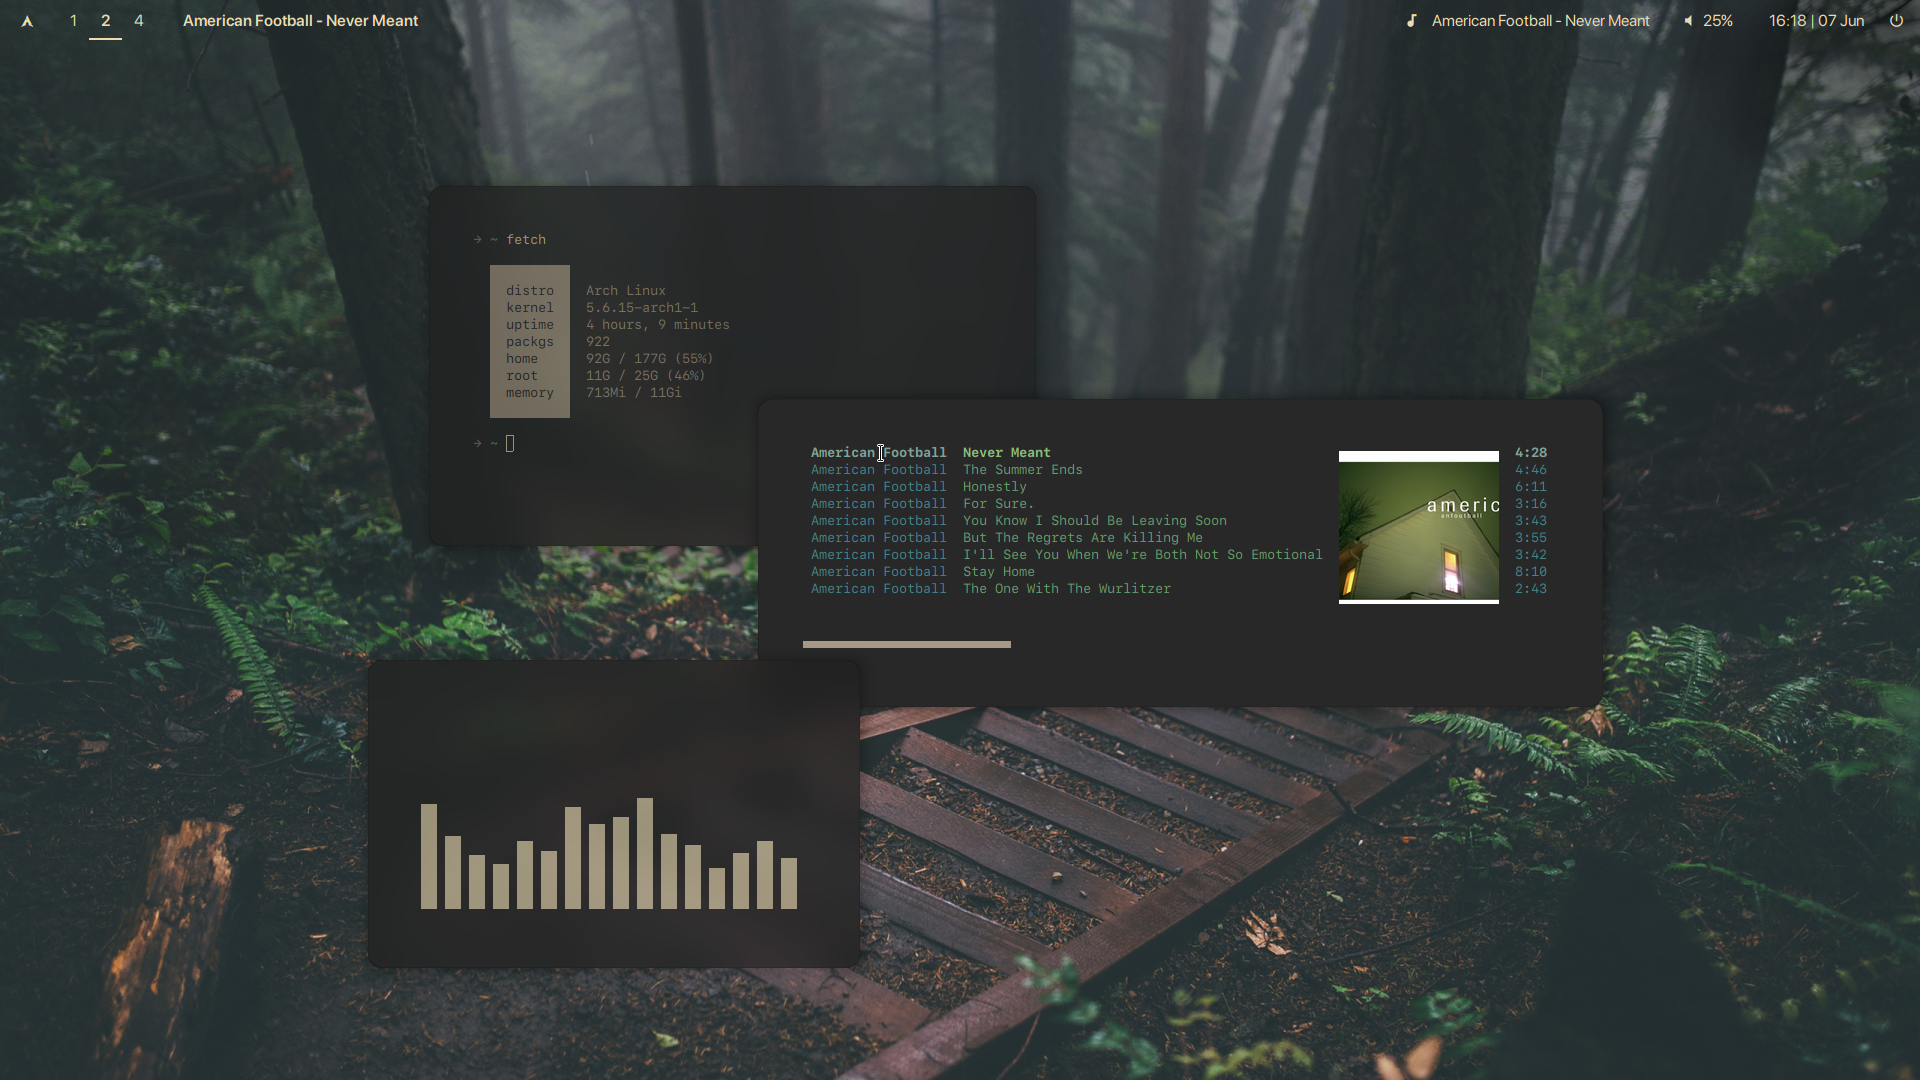 1 2 4 American Football - Never Meant
American Football - Never Meant 25% 16:18 | 07 Jun
→ ~ fetch
distro Arch Linux
kernel 5.6.15-arch1-1
uptime 4 hours, 9 minutes
packgs 922
home 92G / 177G (55%)
root 11G / 25G (46%)
memory 713Mi / 11Gi
→ ~
American Football Never Meant 4:28
American Football The Summer Ends 4:46
American Football Honestly 6:11
American Football For Sure. 3:16
American Football You Know I Should Be Leaving Soon 3:43
American Football But The Regrets Are Killing Me 3:55
American Football I'll See You When We're Both Not So Emotional 3:42
American Football Stay Home 8:10
American Football The One With The Wurlitzer 2:43
americ
anfootball